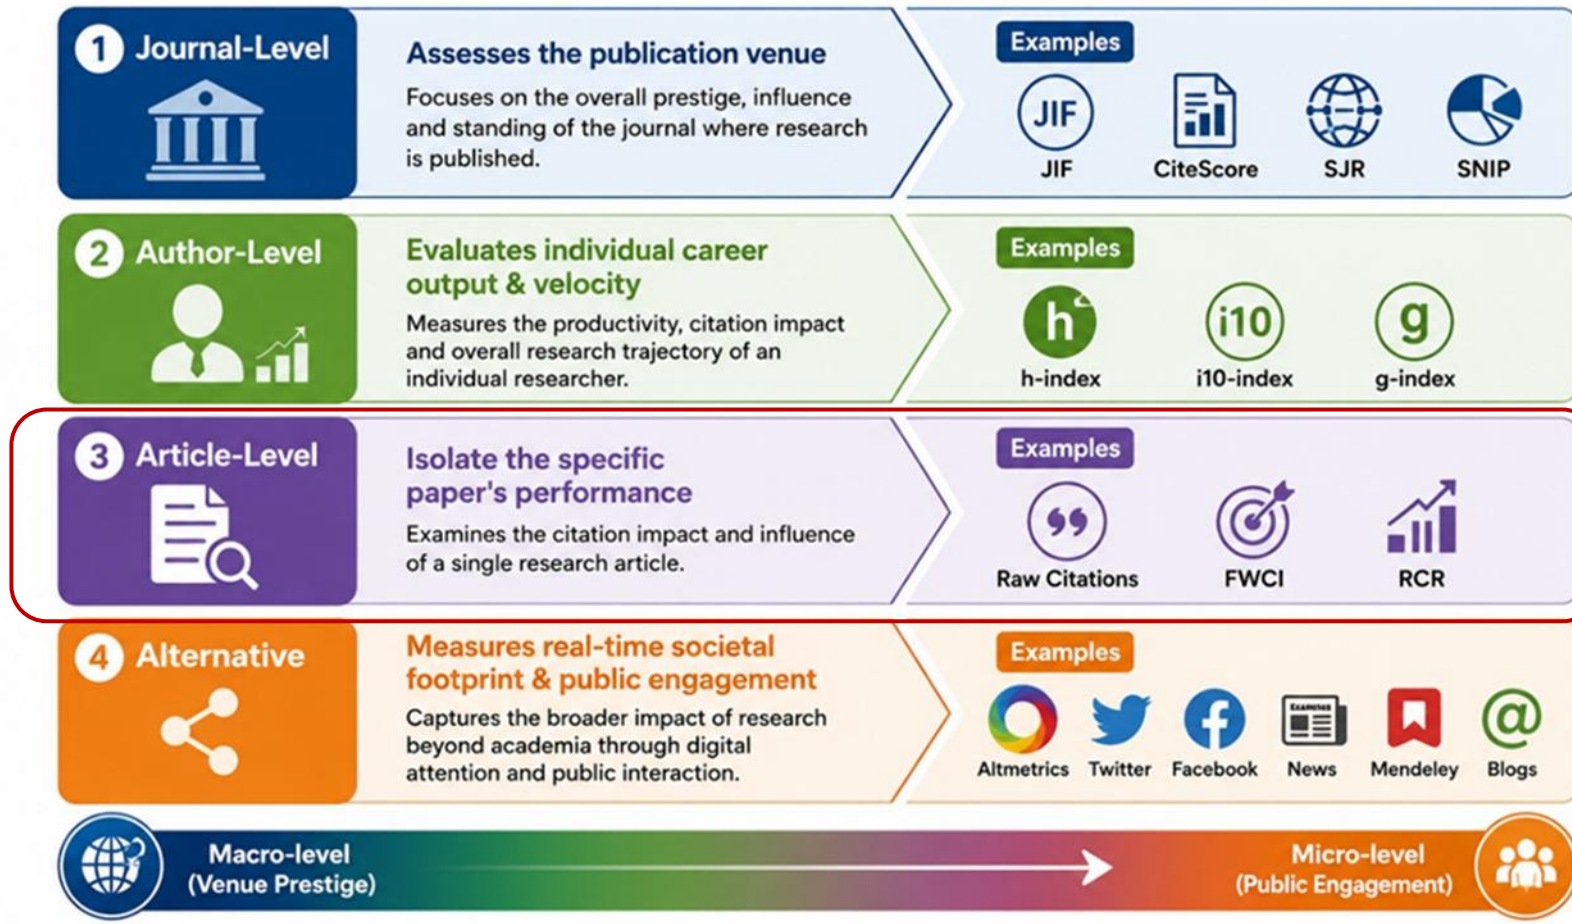 1 Journal-Level
Assesses the publication venue
Focuses on the overall prestige, influence
and standing of the journal where research
is published.
Examples
JIF
JIF CiteScore SJR SNIP
2 Author-Level
Evaluates individual career
output & velocity
Measures the productivity, citation impact
and overall research trajectory of an
individual researcher.
Examples
h i10 g
h-index i10-index g-index
3 Article-Level
Isolate the specific
paper's performance
Examines the citation impact and influence
of a single research article.
Examples
Raw Citations FWCI RCR
4 Alternative
Measures real-time societal
footprint & public engagement
Captures the broader impact of research
beyond academia through digital
attention and public interaction.
Examples
Altmetrics Twitter Facebook News Mendeley Blogs
Macro-level
(Venue Prestige)
Micro-level
(Public Engagement)